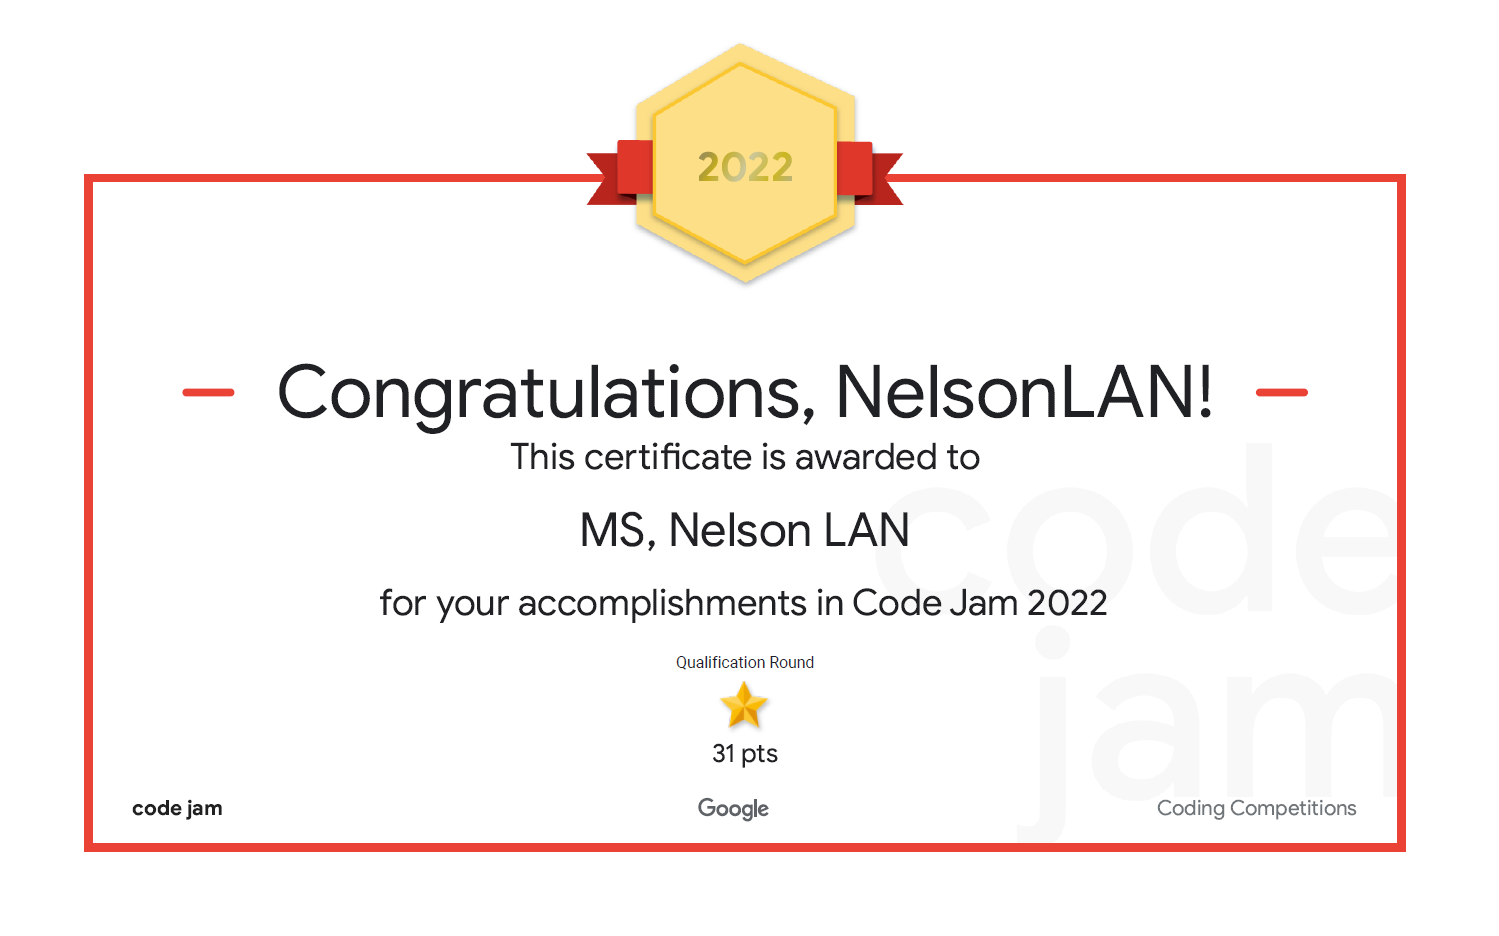 2022
Congratulations, NelsonLAN!
This certificate is awarded to
MS, Nelson LAN
for your accomplishments in Code Jam 2022
Qualification Round
31 pts
code jam
Google
Coding Competitions
code
jam